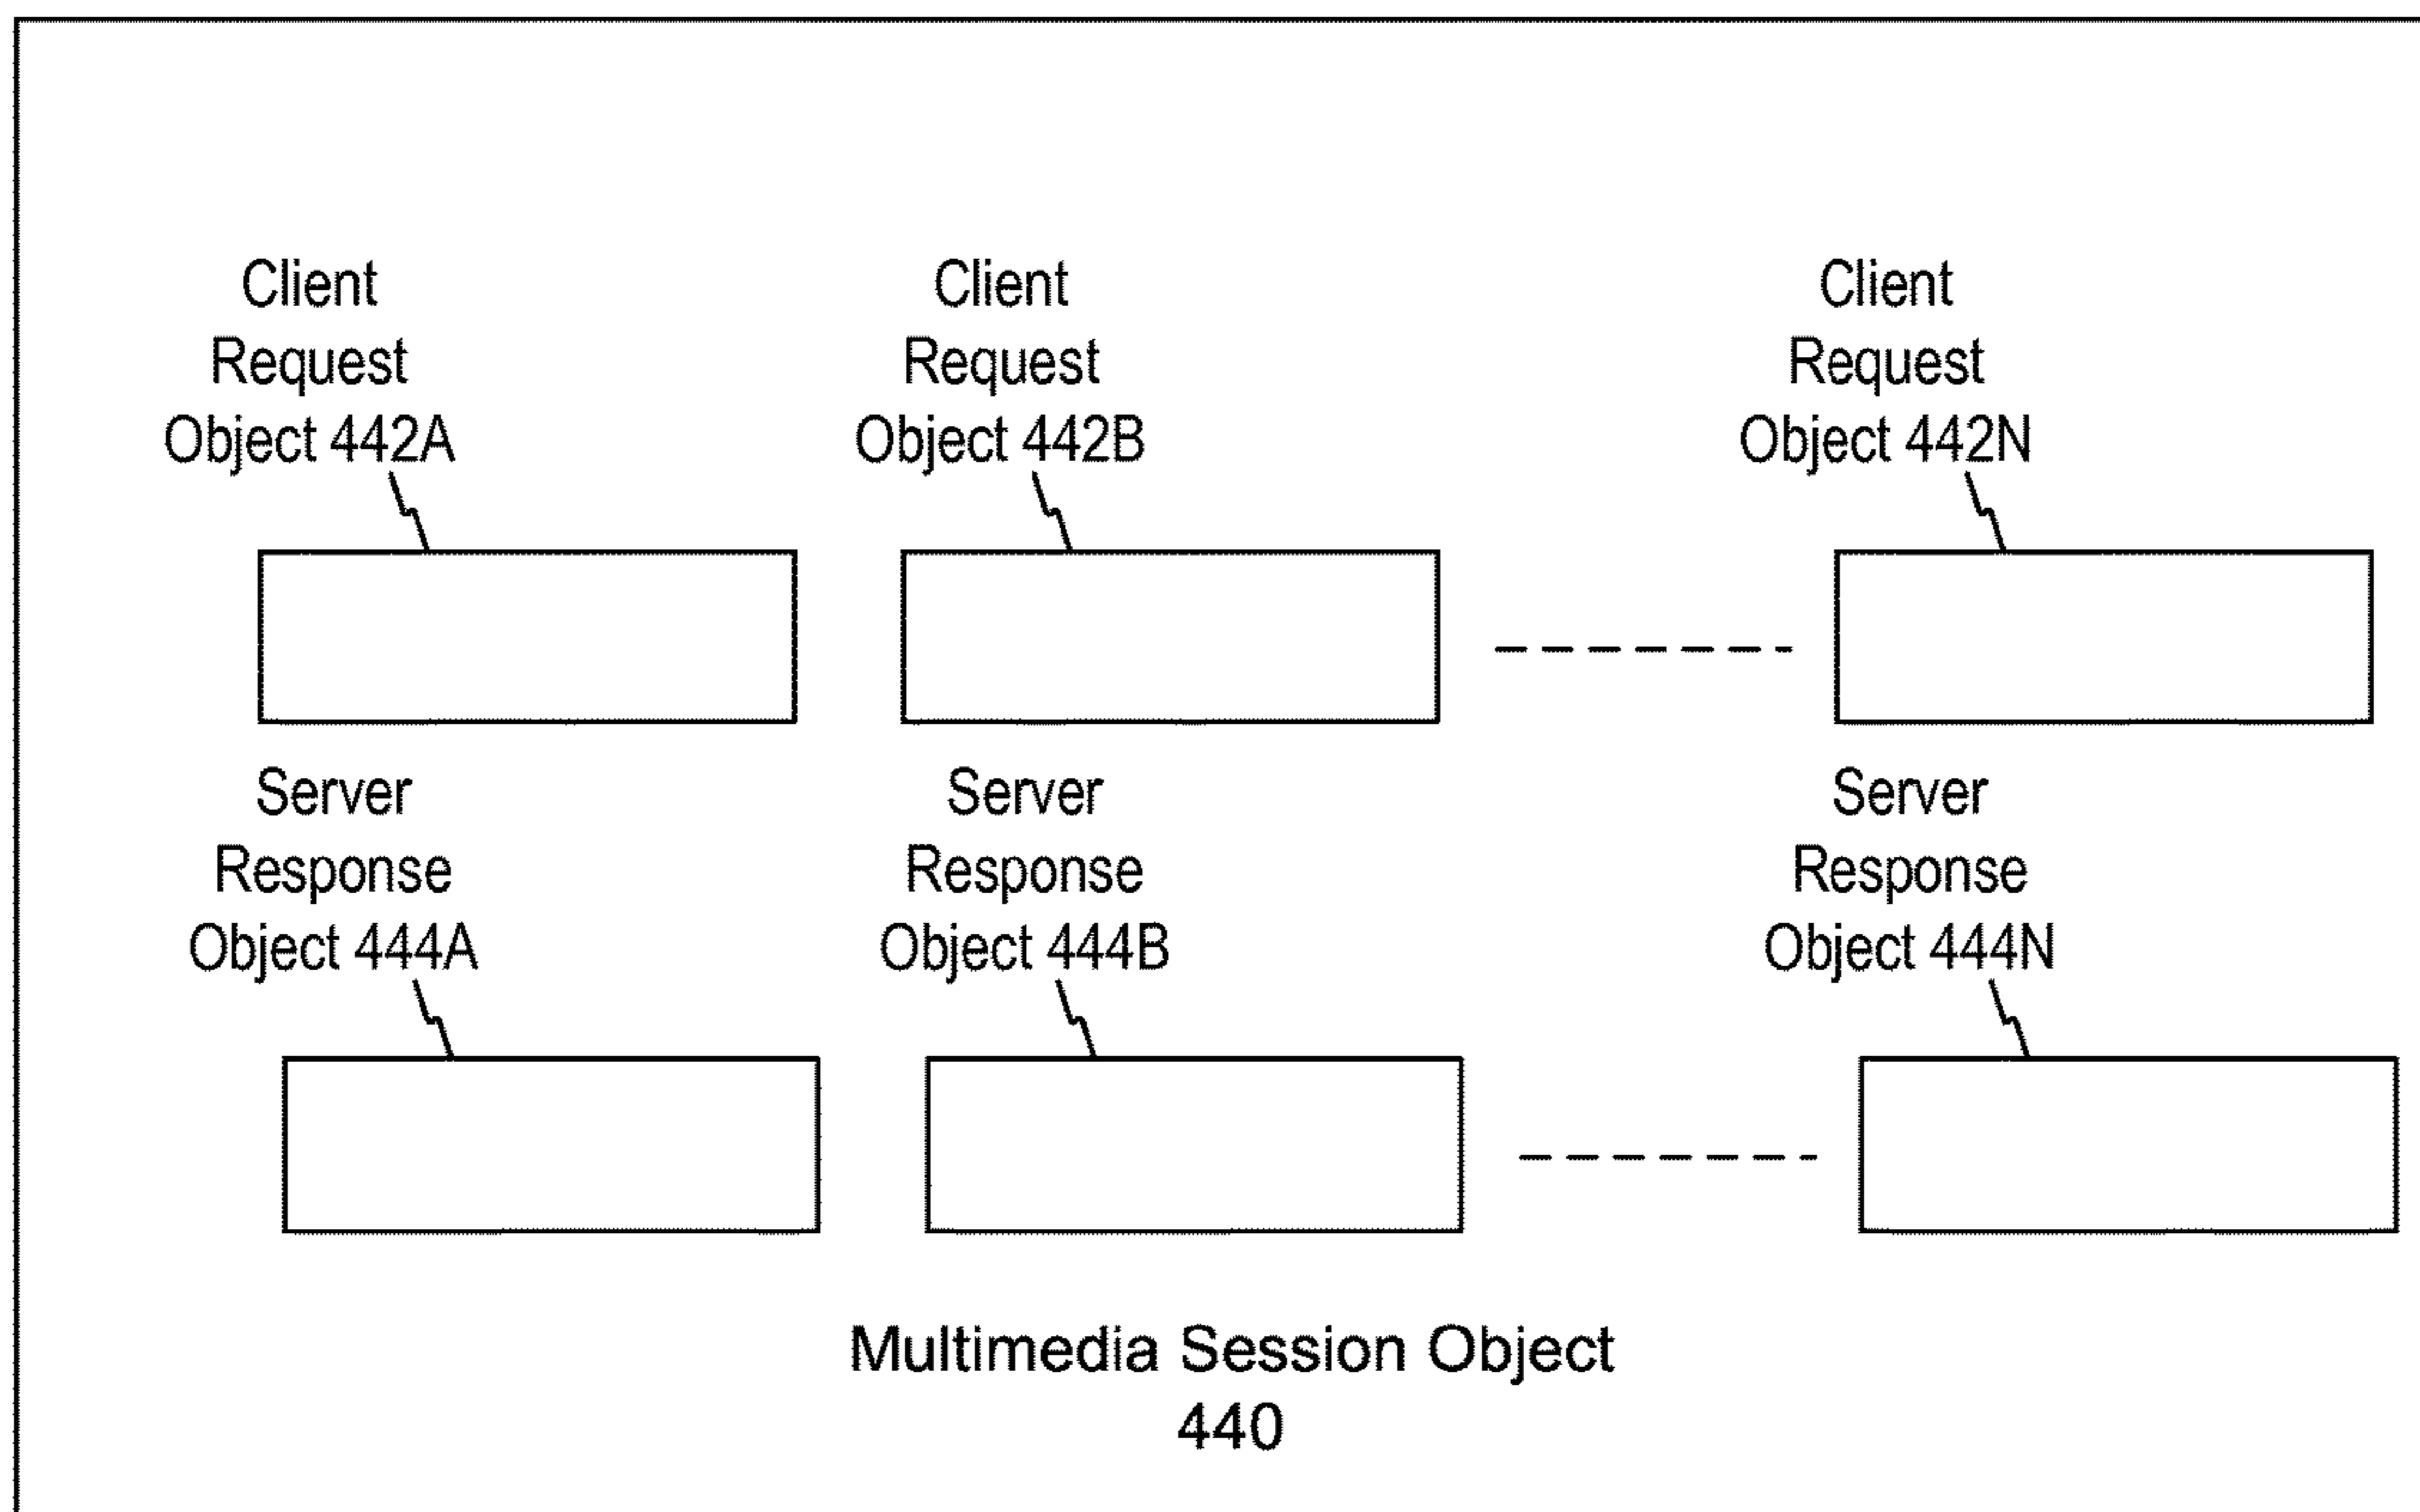 Client
Request
Object 442A
Client
Request
Object 442B
Client
Request
Object 442N
Server
Response
Object 444A
Server
Response
Object 444B
Server
Response
Object 444N
Multimedia Session Object
440